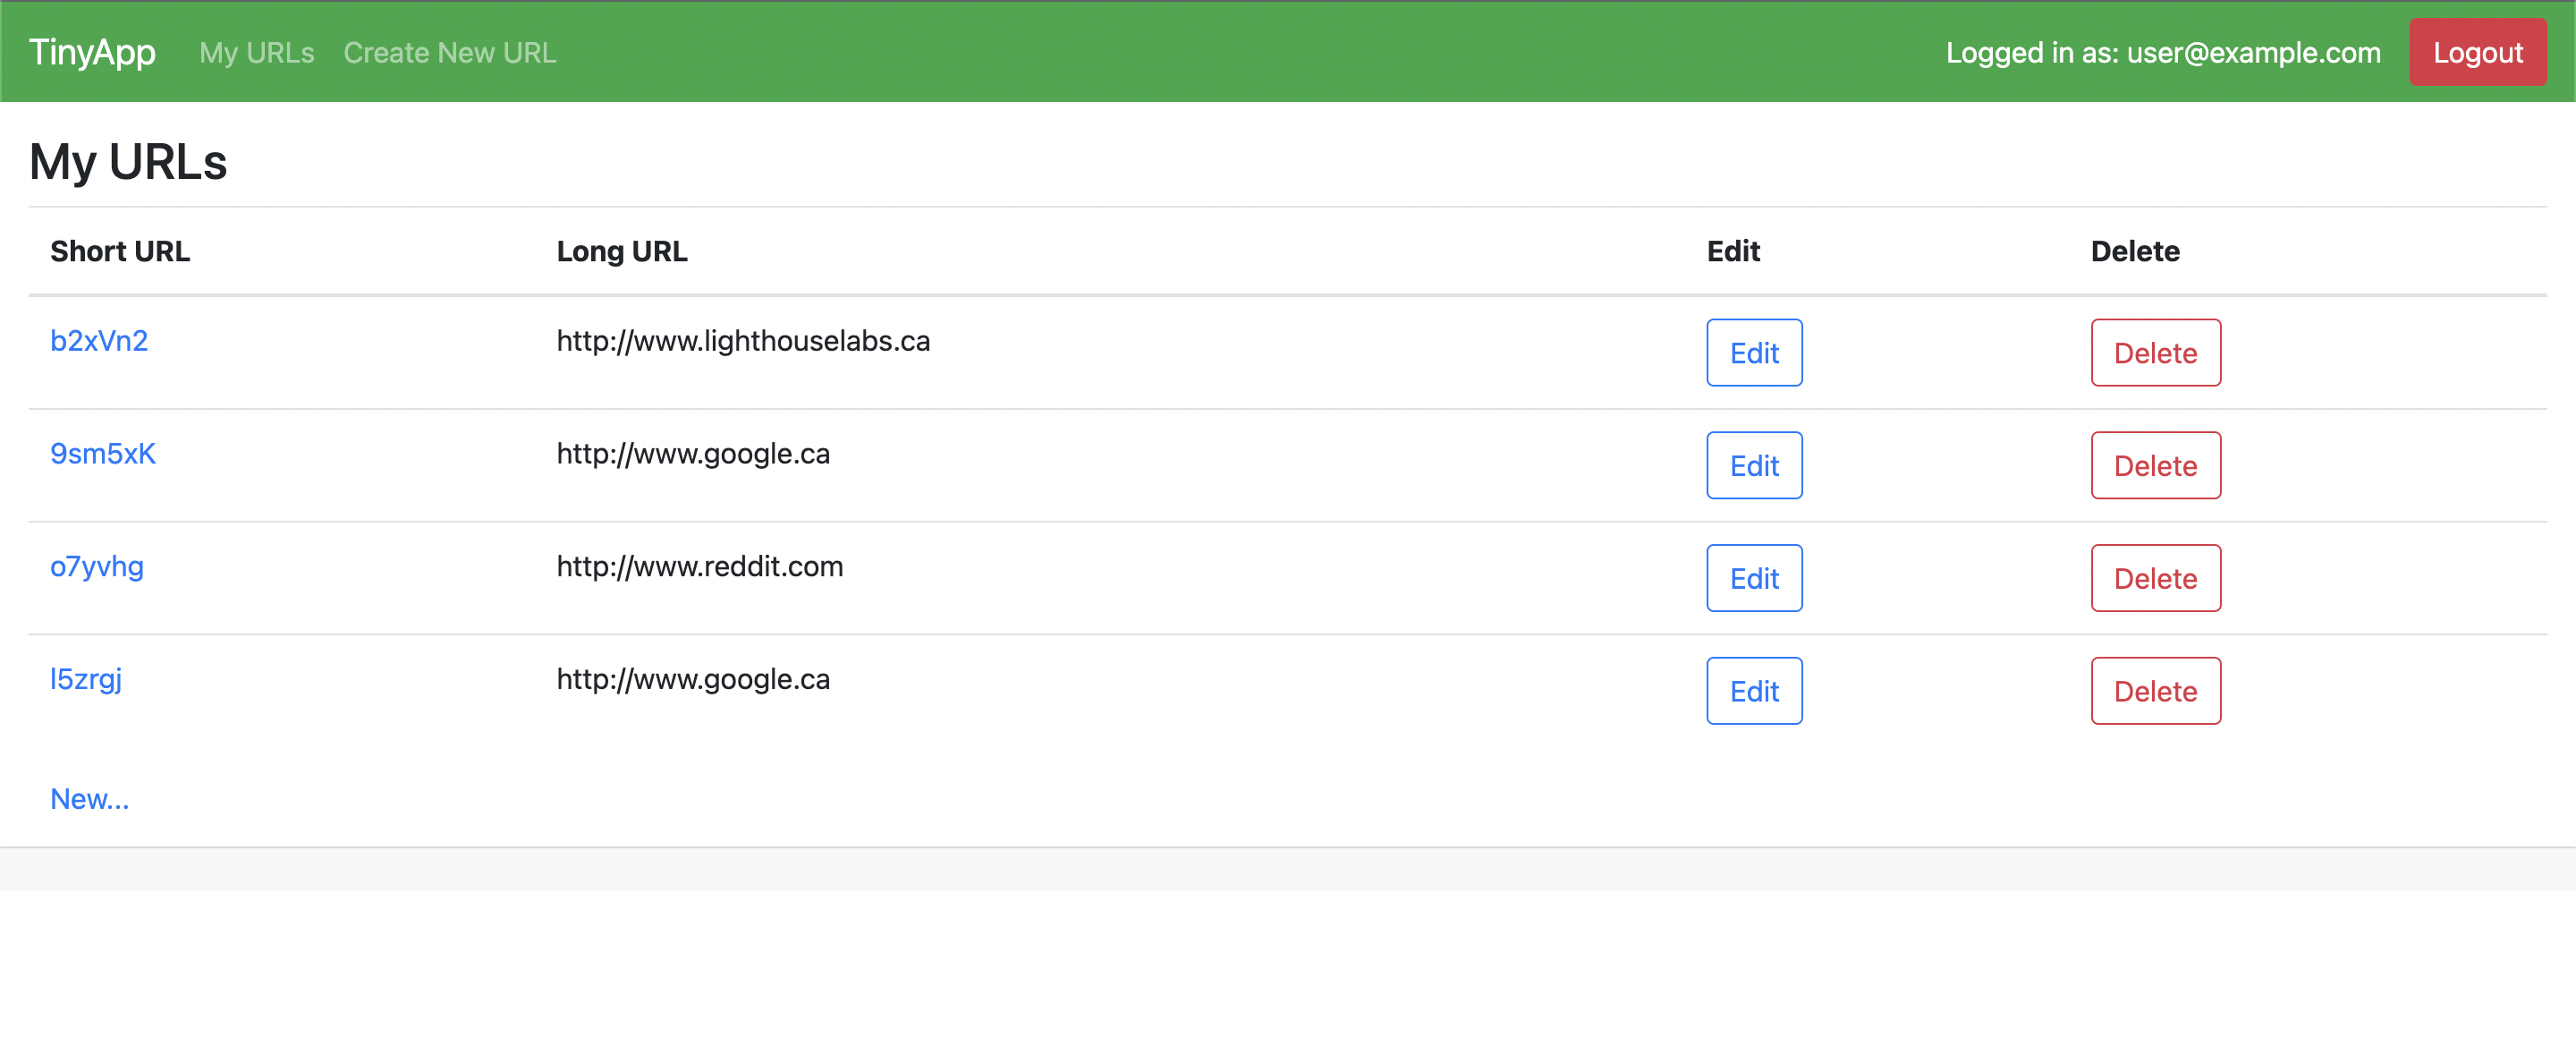 TinyApp My URLs Create New URL Logged in as: user@example.com Logout
My URLs
Short URL Long URL Edit Delete
b2xVn2 http://www.lighthouselabs.ca Edit Delete
9sm5xK http://www.google.ca Edit Delete
o7yvhg http://www.reddit.com Edit Delete
l5zrgj http://www.google.ca Edit Delete
New...